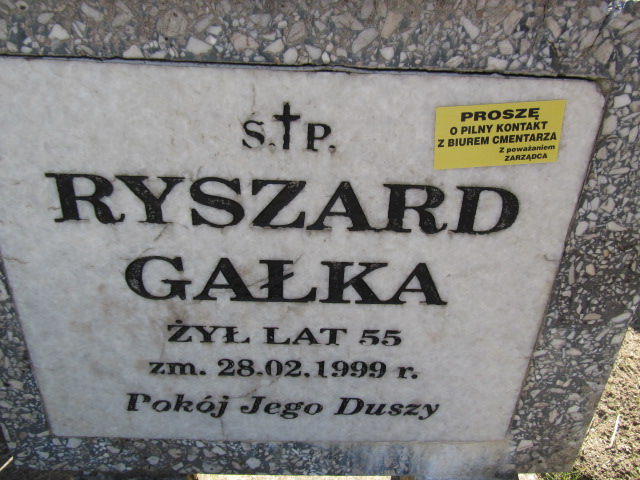 Ś.†P.
RYSZARD
GAŁKA
ŻYŁ LAT 55
zm. 28.02.1999 r.
Pokój Jego Duszy
PROSZĘ
O PILNY KONTAKT
Z BIUREM CMENTARZA
Z poważaniem
ZARZĄDCA